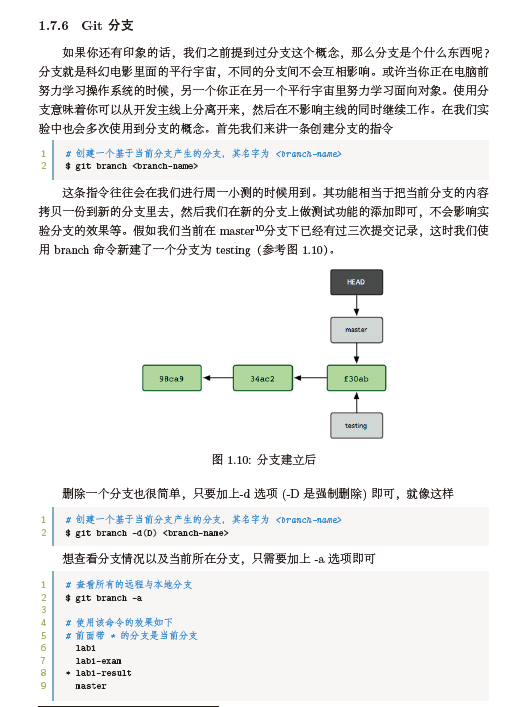 1.7.6 Git 分支
如果你还有印象的话，我们之前提到过分支这个概念，那么分支是个什么东西呢?
分支就是科幻电影里面的平行宇宙，不同的分支间不会互相影响。或许当你正在电脑前
努力学习操作系统的时候，另一个你正在另一个平行宇宙里努力学习面向对象。使用分
支意味着你可以从开发主线上分离开来，然后在不影响主线的同时继续工作。在我们实
验中也会多次使用到分支的概念。首先我们来讲一条创建分支的指令
1 # 创建一个基于当前分支产生的分支，其名字为 <branch-name>
2 $ git branch <branch-name>
这条指令往往会在我们进行周一小测的时候用到。其功能相当于把当前分支的内容
拷贝一份到新的分支里去，然后我们在新的分支上做测试功能的添加即可，不会影响实
验分支的效果等。假如我们当前在 master10分支下已经有过三次提交记录，这时我们使
用 branch 命令新建了一个分支为 testing（参考图 1.10）。
HEAD
master
98ca9 34ac2 f30ab
testing
图 1.10: 分支建立后
删除一个分支也很简单，只要加上-d 选项 (-D 是强制删除) 即可，就像这样
1 # 创建一个基于当前分支产生的分支，其名字为 <branch-name>
2 $ git branch -d(D) <branch-name>
想查看分支情况以及当前所在分支，只需要加上 -a 选项即可
1 # 查看所有的远程与本地分支
2 $ git branch -a
3
4 # 使用该命令的效果如下
5 # 前面带 * 的分支是当前分支
6 lab1
7 lab1-exam
8 * lab1-result
9 master